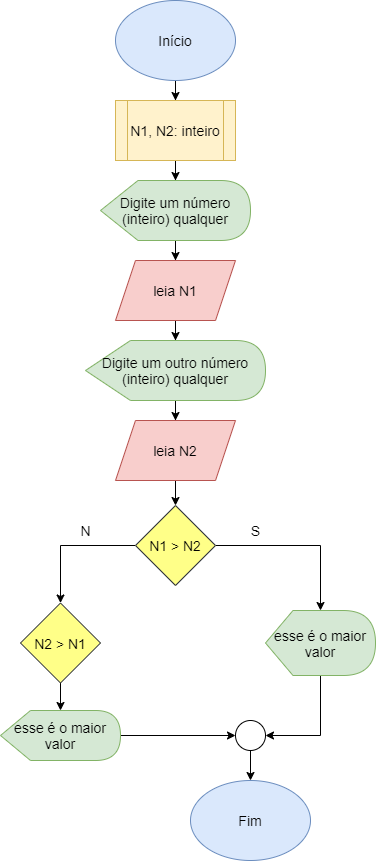 Início
N1, N2: inteiro
Digite um número
(inteiro) qualquer
leia N1
Digite um outro número
(inteiro) qualquer
leia N2
N
S
N1 > N2
esse é o maior
valor
N2 > N1
esse é o maior
valor
Fim